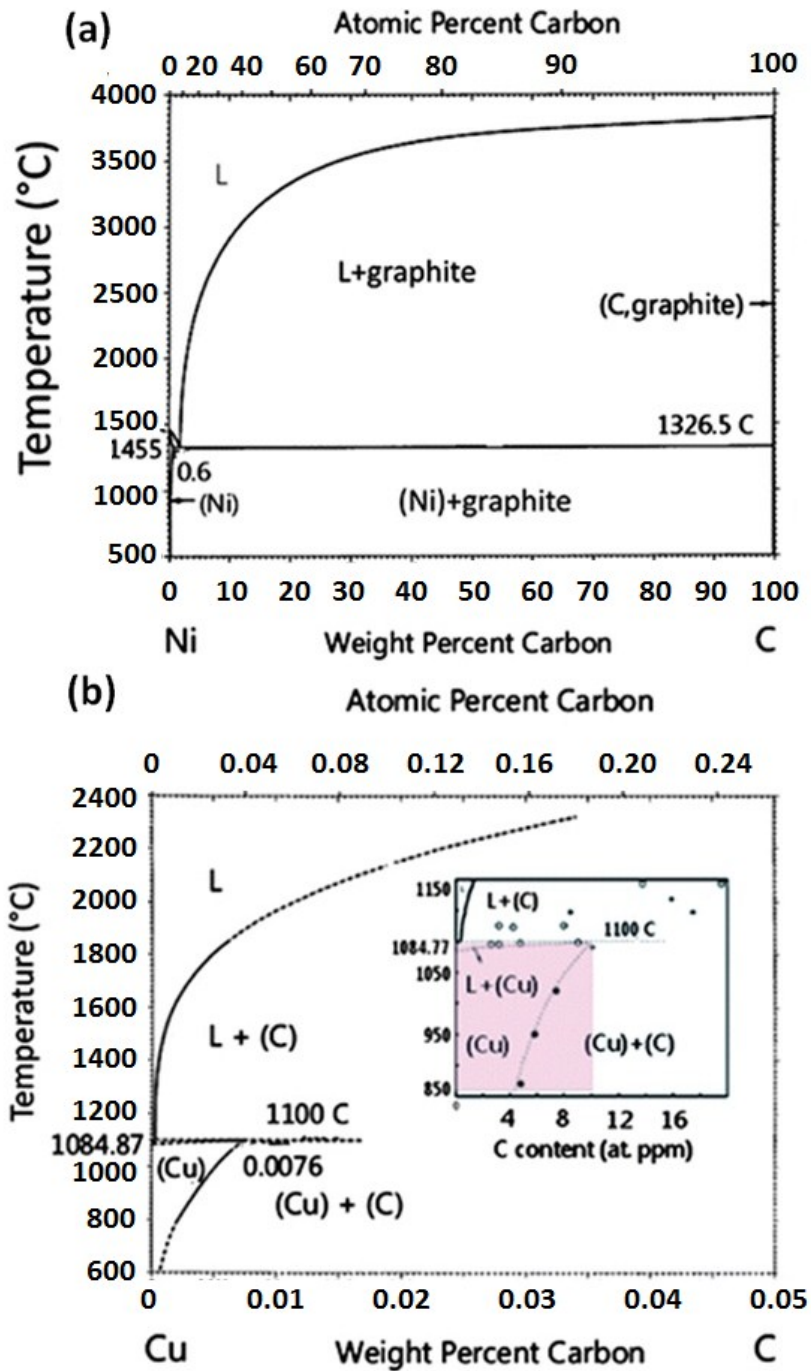 (a)
Atomic Percent Carbon
0 20 40 60 70 80 90 100
Temperature (°C)
4000
3500
3000
2500
2000
1500
1455
1000
500
L
L+graphite
(C,graphite)
1326.5 C
0.6
(Ni)
(Ni)+graphite
0 10 20 30 40 50 60 70 80 90 100
Ni Weight Percent Carbon C
(b)
Atomic Percent Carbon
0 0.04 0.08 0.12 0.16 0.20 0.24
Temperature (°C)
2400
2200
2000
1800
1600
1400
1200
1084.87
1000
800
600
L
L + (C)
1100 C
(Cu)
0.0076
(Cu) + (C)
1150
1084.77
1050
950
850
L
L+(C)
1100 C
L+(Cu)
(Cu)
(Cu)+(C)
0 4 8 12 16
C content (at. ppm)
0 0.01 0.02 0.03 0.04 0.05
Cu Weight Percent Carbon C